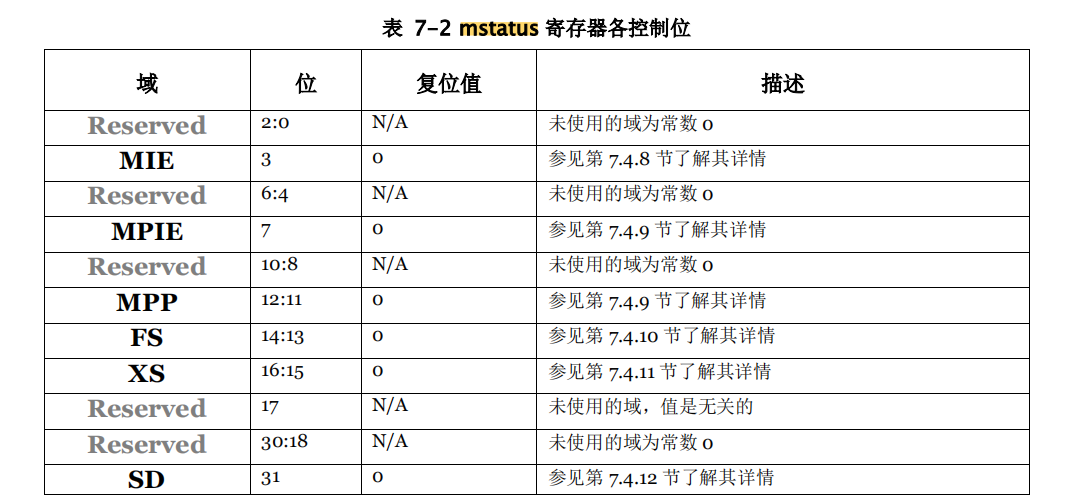 表 7-2 mstatus 寄存器各控制位
域 位 复位值 描述
Reserved 2:0 N/A 未使用的域为常数 0
MIE 3 0 参见第 7.4.8 节了解其详情
Reserved 6:4 N/A 未使用的域为常数 0
MPIE 7 0 参见第 7.4.9 节了解其详情
Reserved 10:8 N/A 未使用的域为常数 0
MPP 12:11 0 参见第 7.4.9 节了解其详情
FS 14:13 0 参见第 7.4.10 节了解其详情
XS 16:15 0 参见第 7.4.11 节了解其详情
Reserved 17 N/A 未使用的域，值是无关的
Reserved 30:18 N/A 未使用的域为常数 0
SD 31 0 参见第 7.4.12 节了解其详情